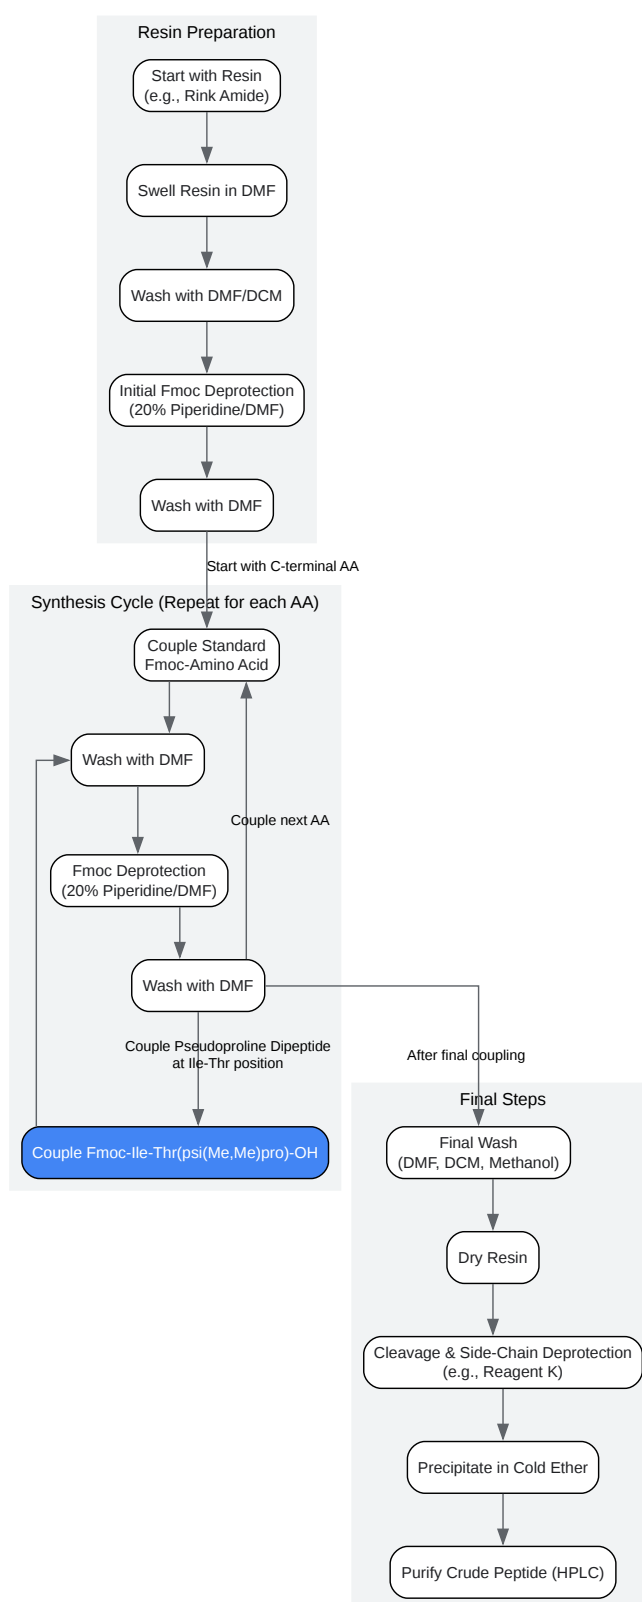 Resin Preparation
Start with Resin
(e.g., Rink Amide)
Swell Resin in DMF
Wash with DMF/DCM
Initial Fmoc Deprotection
(20% Piperidine/DMF)
Wash with DMF
Start with C-terminal AA
Synthesis Cycle (Repeat for each AA)
Couple Standard
Fmoc-Amino Acid
Wash with DMF
Couple next AA
Fmoc Deprotection
(20% Piperidine/DMF)
Wash with DMF
Couple Pseudoproline Dipeptide
at Ile-Thr position
After final coupling
Couple Fmoc-Ile-Thr(psi(Me,Me)pro)-OH
Final Steps
Final Wash
(DMF, DCM, Methanol)
Dry Resin
Cleavage & Side-Chain Deprotection
(e.g., Reagent K)
Precipitate in Cold Ether
Purify Crude Peptide (HPLC)